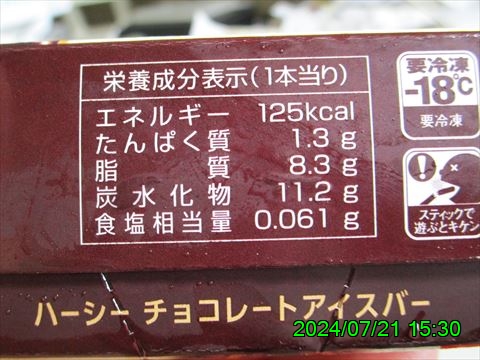 栄養成分表示(1本当り)
エネルギー 125kcal
たんぱく質 1.3 g
脂質 8.3 g
炭水化物 11.2 g
食塩相当量 0.061 g
要冷凍
-18℃
要冷凍
スティックで
遊ぶとキケン
ハーシー チョコレートアイスバー
2024/07/21 15:30